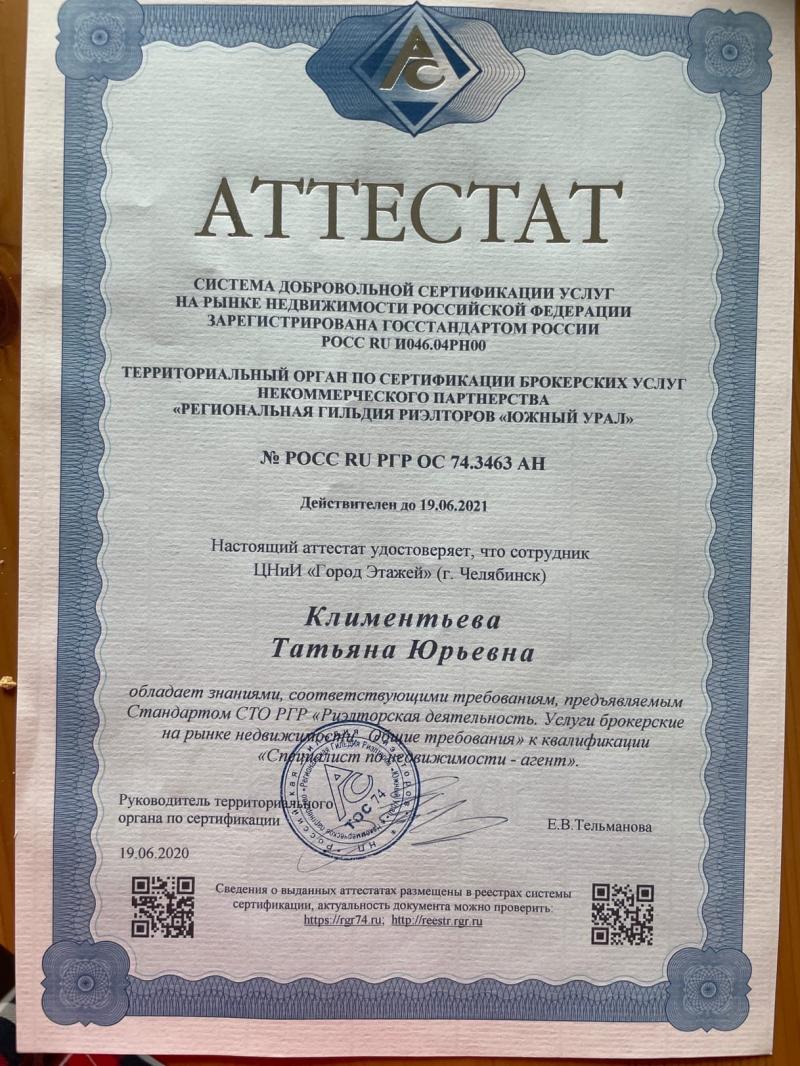 АС
АТТЕСТАТ
СИСТЕМА ДОБРОВОЛЬНОЙ СЕРТИФИКАЦИИ УСЛУГ
НА РЫНКЕ НЕДВИЖИМОСТИ РОССИЙСКОЙ ФЕДЕРАЦИИ
ЗАРЕГИСТРИРОВАНА ГОССТАНДАРТОМ РОССИИ
РОСС RU И046.04РН00
ТЕРРИТОРИАЛЬНЫЙ ОРГАН ПО СЕРТИФИКАЦИИ БРОКЕРСКИХ УСЛУГ
НЕКОММЕРЧЕСКОГО ПАРТНЕРСТВА
«РЕГИОНАЛЬНАЯ ГИЛЬДИЯ РИЭЛТОРОВ «ЮЖНЫЙ УРАЛ»
№ РОСС RU РГР ОС 74.3463 АН
Действителен до 19.06.2021
Настоящий аттестат удостоверяет, что сотрудник
ЦНиИ «Город Этажей» (г. Челябинск)
Климентьева
Татьяна Юрьевна
обладает знаниями, соответствующими требованиям, предъявляемым
Стандартом СТО РГР «Риэлторская деятельность. Услуги брокерские
на рынке недвижимости. Общие требования» к квалификации
«Специалист по недвижимости - агент».
Руководитель территориального
органа по сертификации
Е.В.Тельманова
ТОС 74
19.06.2020
Сведения о выданных аттестатах размещены в реестрах системы
сертификации, актуальность документа можно проверить:
https://rgr74.ru; http://reestr.rgr.ru